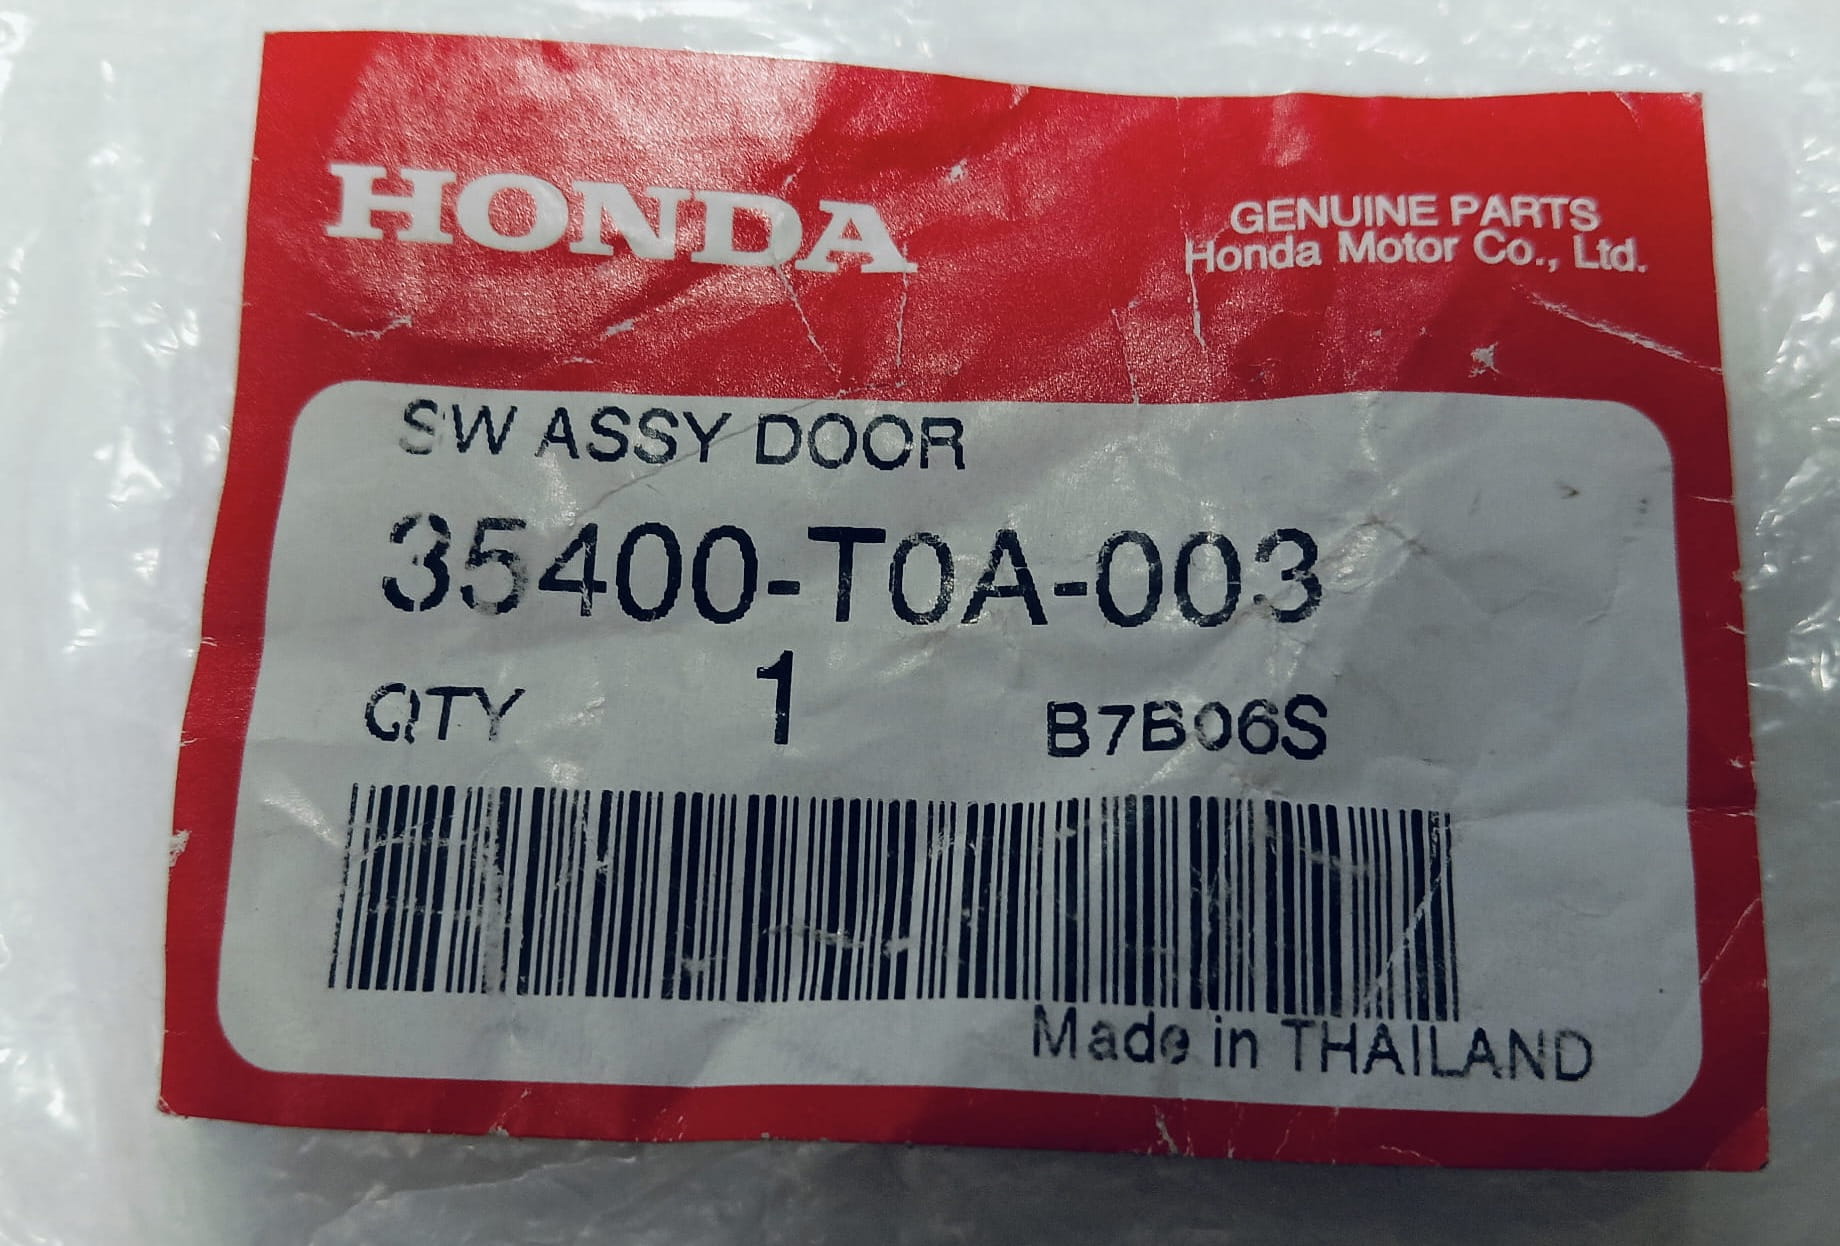 HONDA
GENUINE PARTS
Honda Motor Co., Ltd.
SW ASSY DOOR
35400-T0A-003
QTY 1 B7B06S
Made in THAILAND